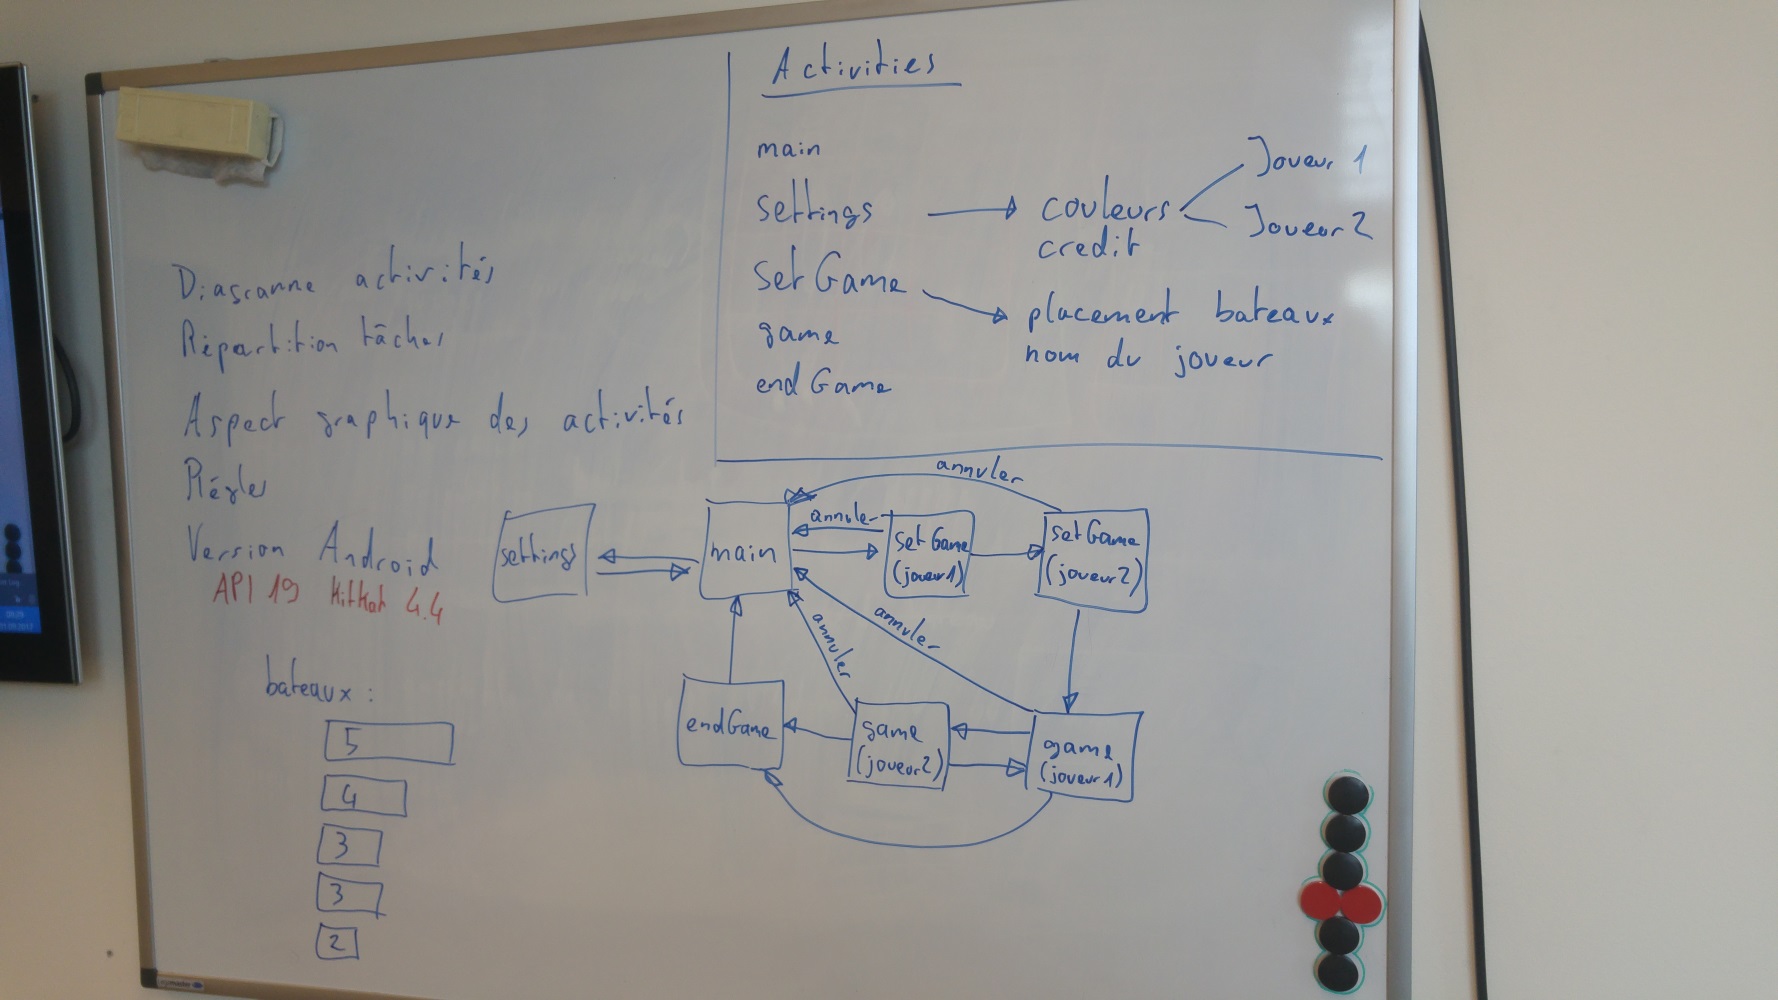 Activities
main
settings
couleurs
credit
Joueur 1
Joueur 2
setGame
placement bateaux
nom du joueur
game
endGame
Diagramme activités
Répartition tâches
Aspect graphique des activités
Régles
Version Android
API 19 KitKat 4.4
bateaux :
5
4
3
3
2
annuler
settings
main
annuler
setGame
(joueur1)
setGame
(joueur2)
annuler
annuler
endGame
game
(joueur2)
game
(joueur1)